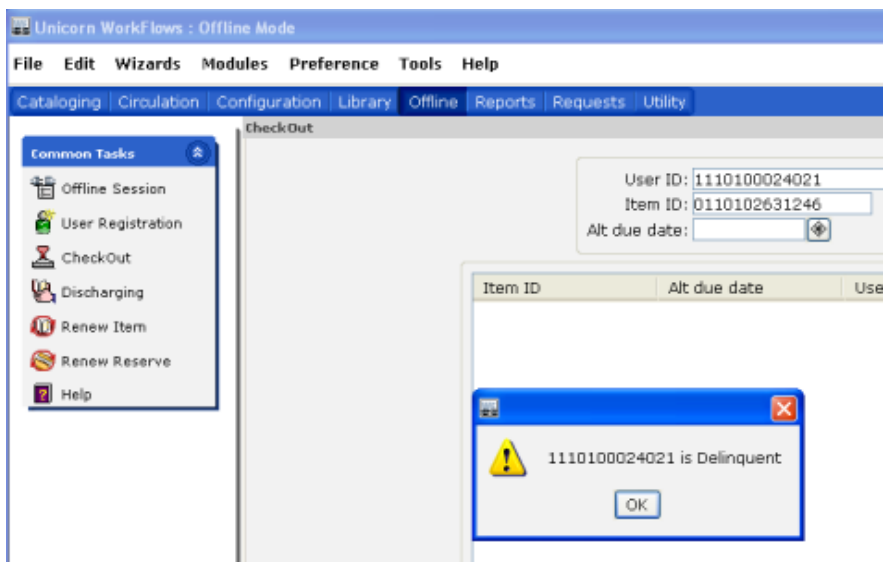 Unicorn WorkFlows : Offline Mode
File Edit Wizards Modules Preference Tools Help
Cataloging Circulation Configuration Library Offline Reports Requests Utility
CheckOut
Common Tasks
Offline Session
User Registration
CheckOut
Discharging
Renew Item
Renew Reserve
Help
User ID: 1110100024021
Item ID: 0110102631246
Alt due date:
Item ID Alt due date Use
1110100024021 is Delinquent
OK